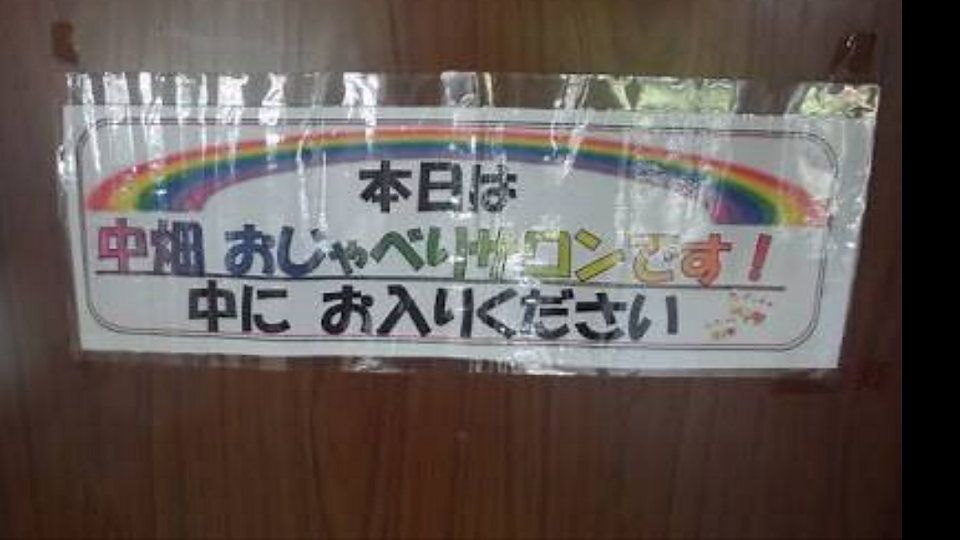 本日は
中畑 おしゃべりサロンです!
中に お入りください